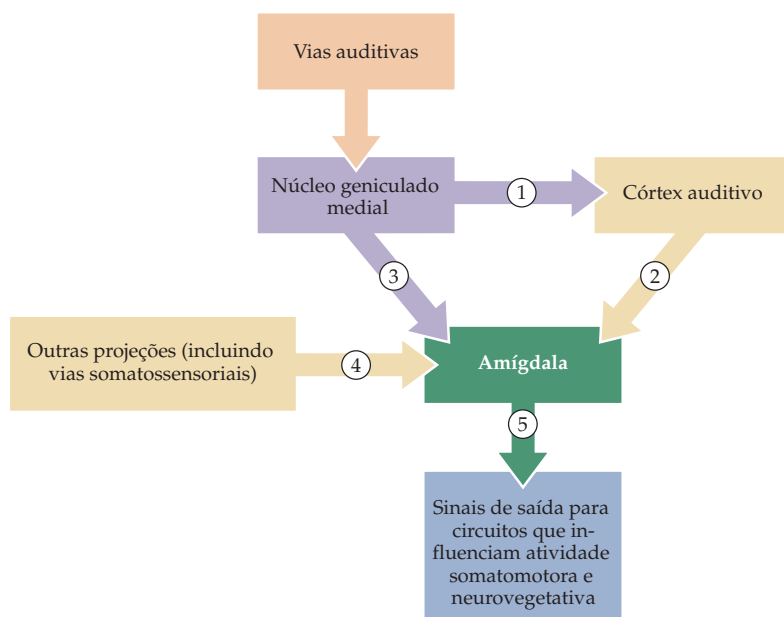 Vias auditivas
Núcleo geniculado
medial
1
Córtex auditivo
3
2
Outras projeções (incluindo
vias somatossensoriais)
4
Amígdala
5
Sinais de saída para
circuitos que in-
fluenciam atividade
somatomotora e
neurovegetativa